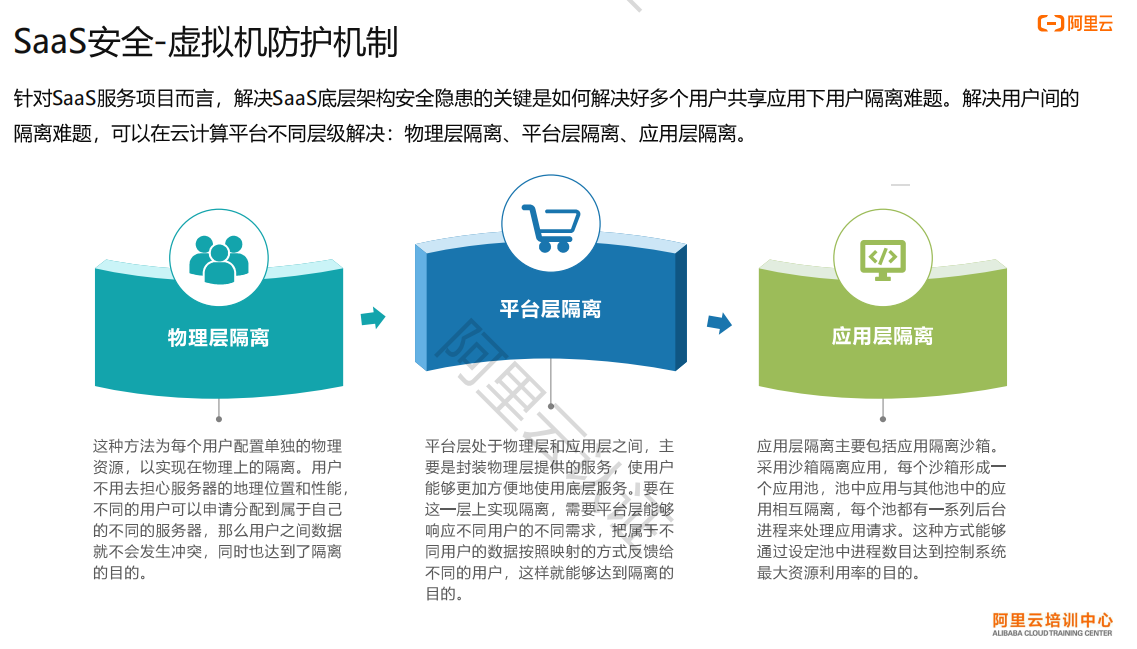 SaaS安全-虚拟机防护机制
阿里云
针对SaaS服务项目而言，解决SaaS底层架构安全隐患的关键是如何解决好多个用户共享应用下用户隔离难题。解决用户间的
隔离难题，可以在云计算平台不同层级解决：物理层隔离、平台层隔离、应用层隔离。
物理层隔离
平台层隔离
应用层隔离
这种方法为每个用户配置单独的物理
资源，以实现在物理上的隔离。用户
不用去担心服务器的地理位置和性能，
不同的用户可以申请分配到属于自己
的不同的服务器，那么用户之间数据
就不会发生冲突，同时也达到了隔离
的目的。
平台层处于物理层和应用层之间，主
要是封装物理层提供的服务，使用户
能够更加方便地使用底层服务。要在
这一层上实现隔离，需要平台层能够
响应不同用户的不同需求，把属于不
同用户的数据按照映射的方式反馈给
不同的用户，这样就能够达到隔离的
目的。
应用层隔离主要包括应用隔离沙箱。
采用沙箱隔离应用，每个沙箱形成一
个应用池，池中应用与其他池中的应
用相互隔离，每个池都有一系列后台
进程来处理应用请求。这种方式能够
通过设定池中进程数目达到控制系统
最大资源利用率的目的。
阿里云认证
阿里云培训中心
ALIBABA CLOUD TRAINING CENTER